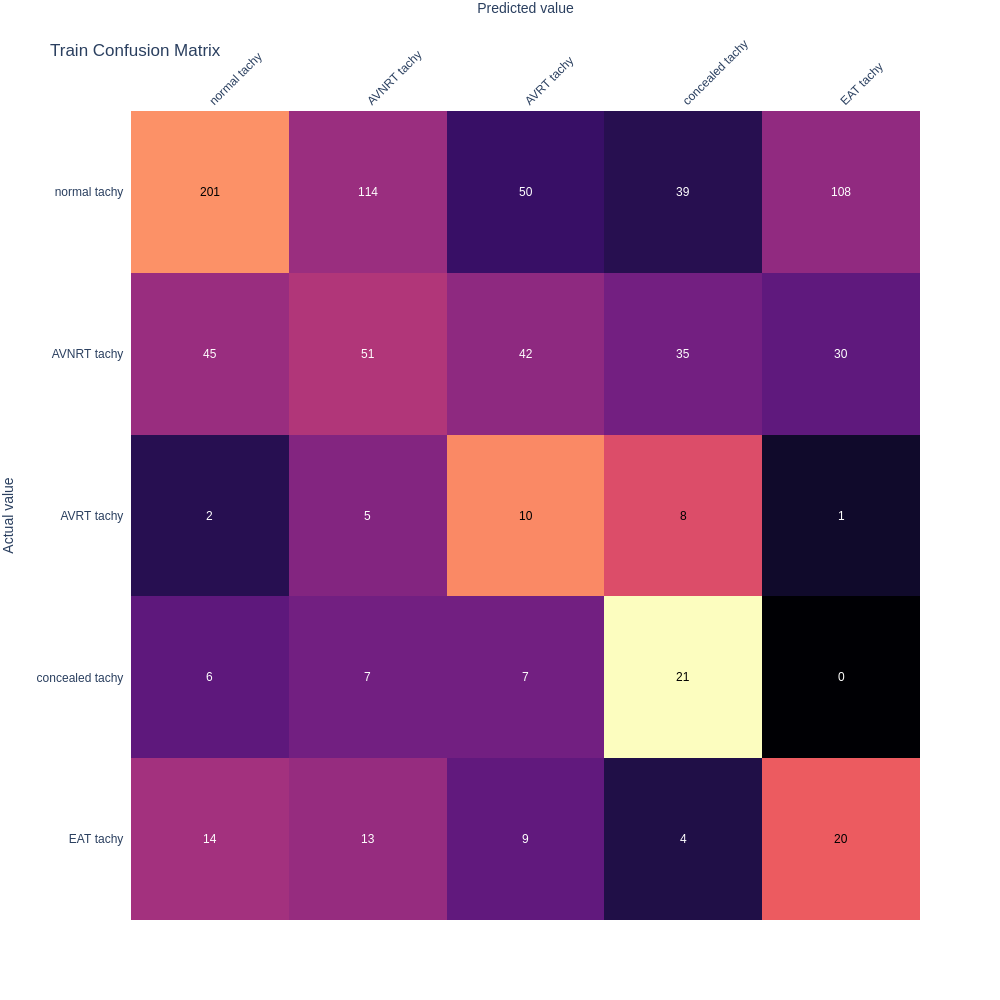 Predicted value
Train Confusion Matrix
normal tachy AVNRT tachy AVRT tachy concealed tachy EAT tachy
normal tachy 201 114 50 39 108
AVNRT tachy 45 51 42 35 30
AVRT tachy 2 5 10 8 1
concealed tachy 6 7 7 21 0
EAT tachy 14 13 9 4 20
Actual value